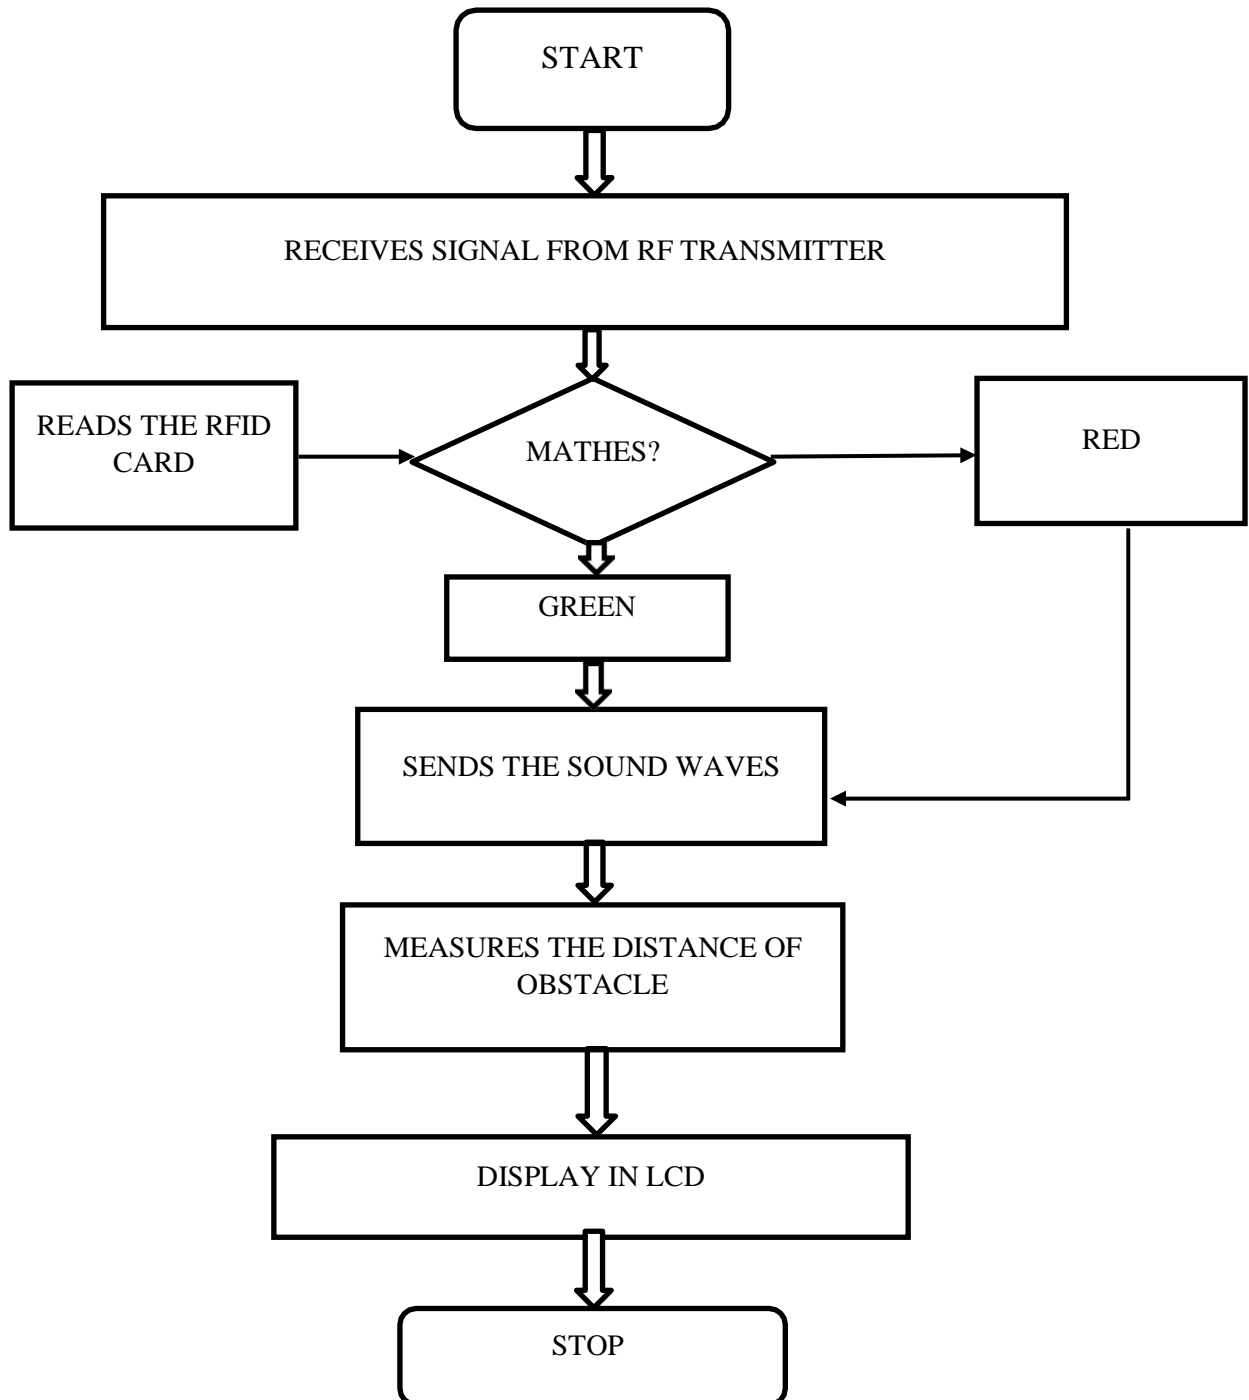 START
RECEIVES SIGNAL FROM RF TRANSMITTER
READS THE RFID
CARD
MATHES?
RED
GREEN
SENDS THE SOUND WAVES
MEASURES THE DISTANCE OF
OBSTACLE
DISPLAY IN LCD
STOP